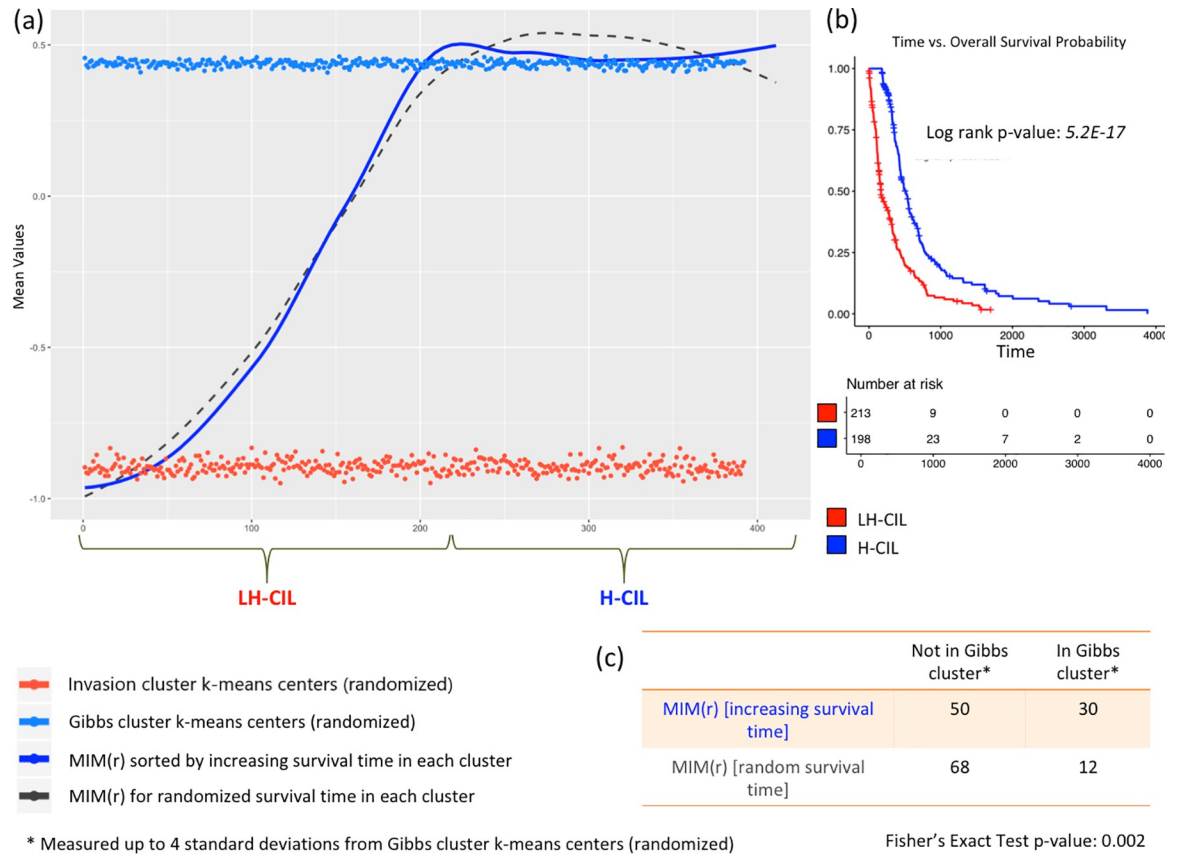 (a)
Mean Values
0.5
0.0
-0.5
-1.0
0 100 200 300 400
LH-CIL H-CIL
(b)
Time vs. Overall Survival Probability
1.00
0.75
0.50
0.25
0.00
Log rank p-value: 5.2E-17
0 1000 2000 3000 4000
Time
Number at risk
213 9 0 0 0
198 23 7 2 0
0 1000 2000 3000 4000
LH-CIL
H-CIL
Invasion cluster k-means centers (randomized)
Gibbs cluster k-means centers (randomized)
MIM(r) sorted by increasing survival time in each cluster
MIM(r) for randomized survival time in each cluster
(c)
Not in Gibbs In Gibbs
cluster* cluster*
MIM(r) [increasing survival 50 30
time]
MIM(r) [random survival 68 12
time]
* Measured up to 4 standard deviations from Gibbs cluster k-means centers (randomized)
Fisher's Exact Test p-value: 0.002